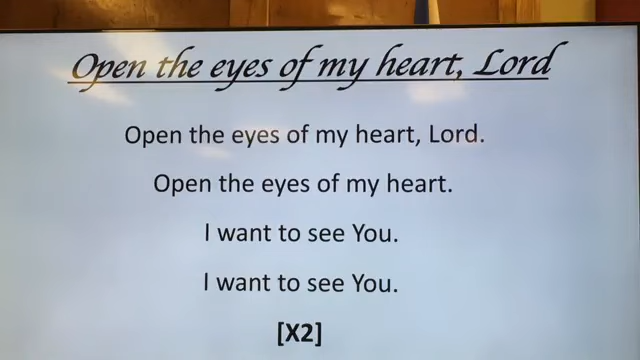 Open the eyes of my heart, Lord
Open the eyes of my heart, Lord.
Open the eyes of my heart.
I want to see You.
I want to see You.
[X2]